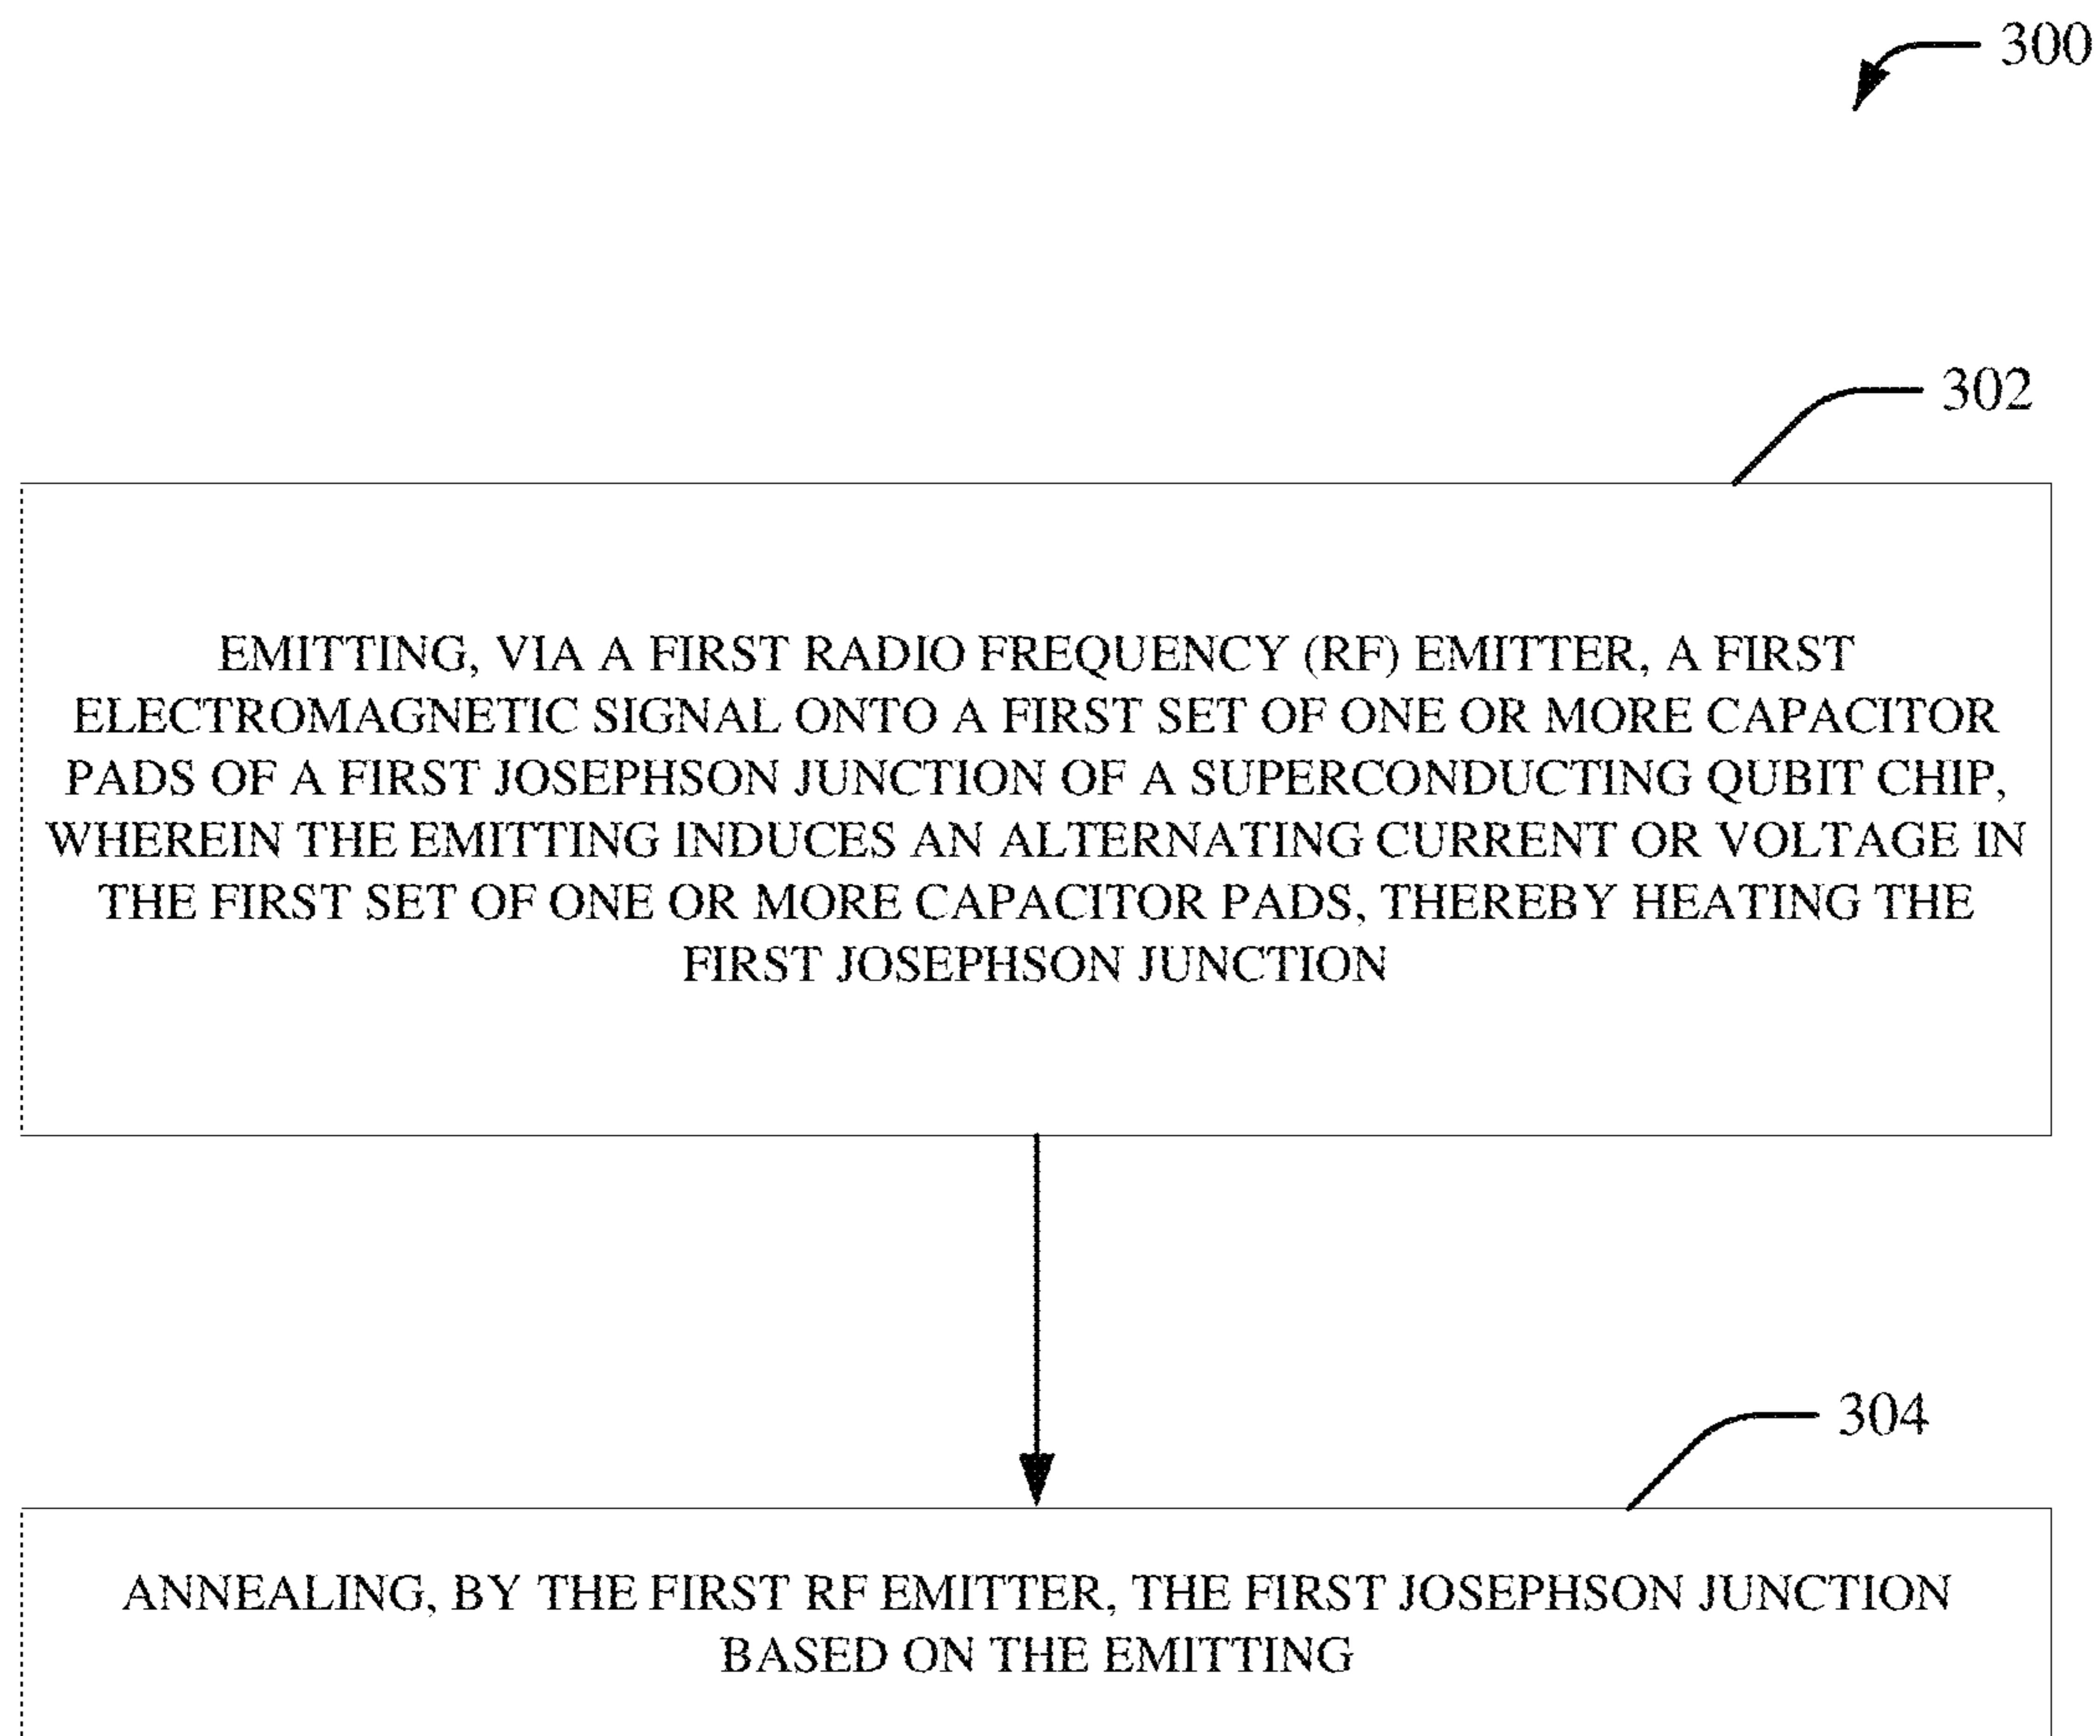 300
302
EMITTING, VIA A FIRST RADIO FREQUENCY (RF) EMITTER, A FIRST
ELECTROMAGNETIC SIGNAL ONTO A FIRST SET OF ONE OR MORE CAPACITOR
PADS OF A FIRST JOSEPHSON JUNCTION OF A SUPERCONDUCTING QUBIT CHIP,
WHEREIN THE EMITTING INDUCES AN ALTERNATING CURRENT OR VOLTAGE IN
THE FIRST SET OF ONE OR MORE CAPACITOR PADS, THEREBY HEATING THE
FIRST JOSEPHSON JUNCTION
304
ANNEALING, BY THE FIRST RF EMITTER, THE FIRST JOSEPHSON JUNCTION
BASED ON THE EMITTING